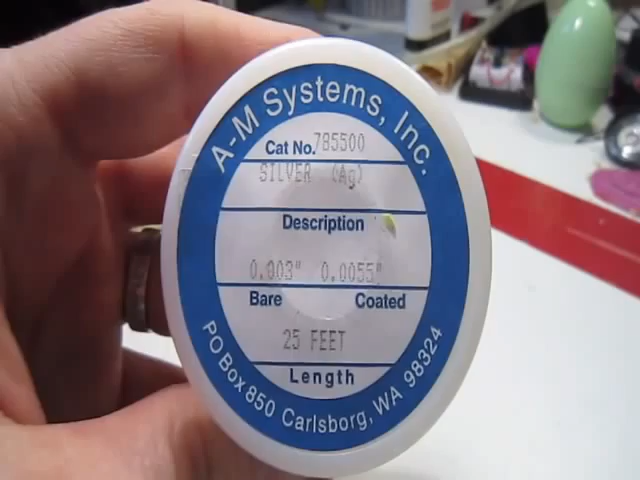 A-M Systems, Inc.
Cat No. 785500
SILVER (Ag)
Description
0.003" 0.0055"
Bare Coated
25 FEET
Length
PO Box 850 Carlsborg, WA 98324